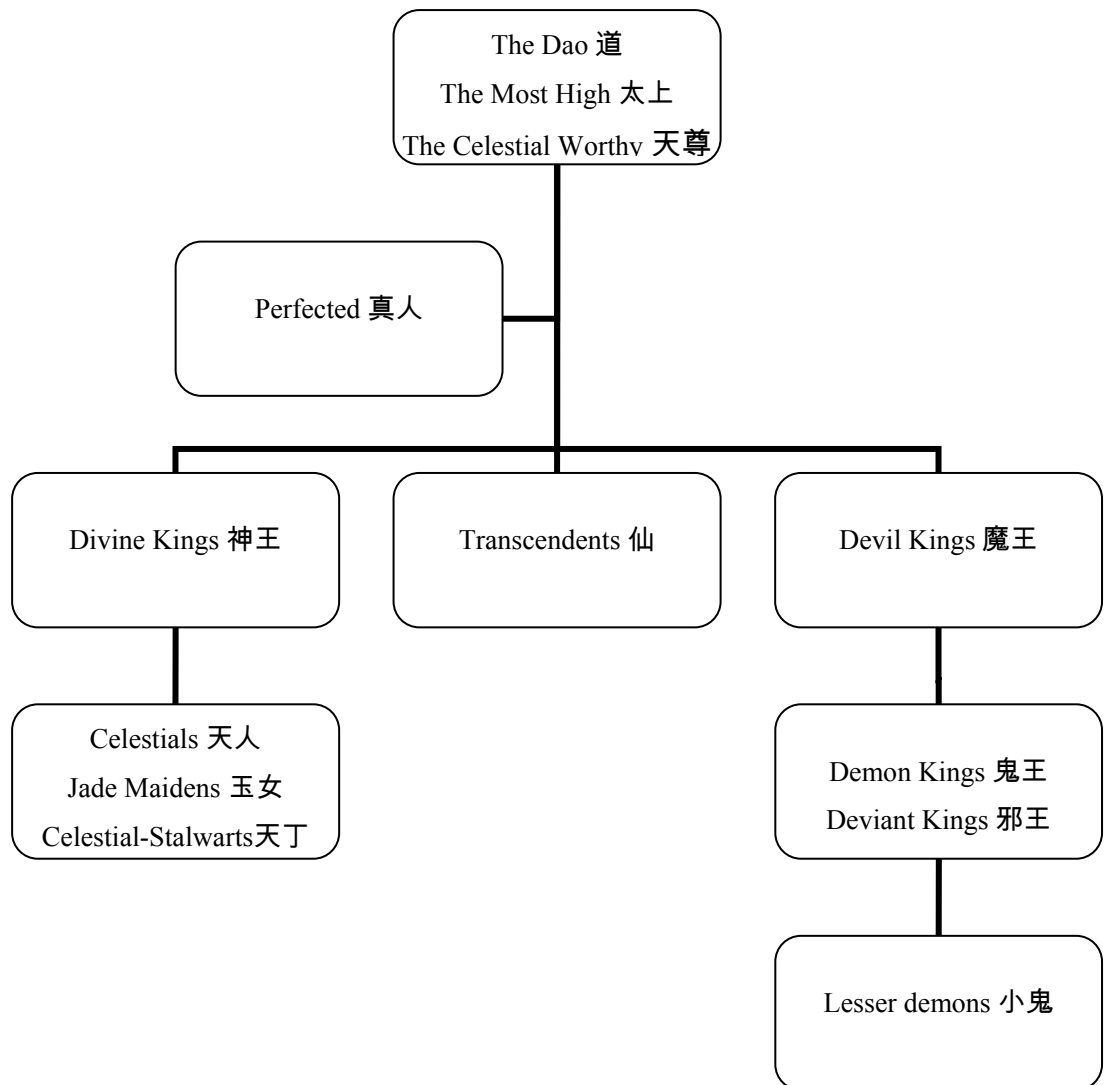 The Dao 道
The Most High 太上
The Celestial Worthy 天尊
Perfected 真人
Divine Kings 神王
Transcendents 仙
Devil Kings 魔王
Celestials 天人
Jade Maidens 玉女
Celestial-Stalwarts天丁
Demon Kings 鬼王
Deviant Kings 邪王
Lesser demons 小鬼